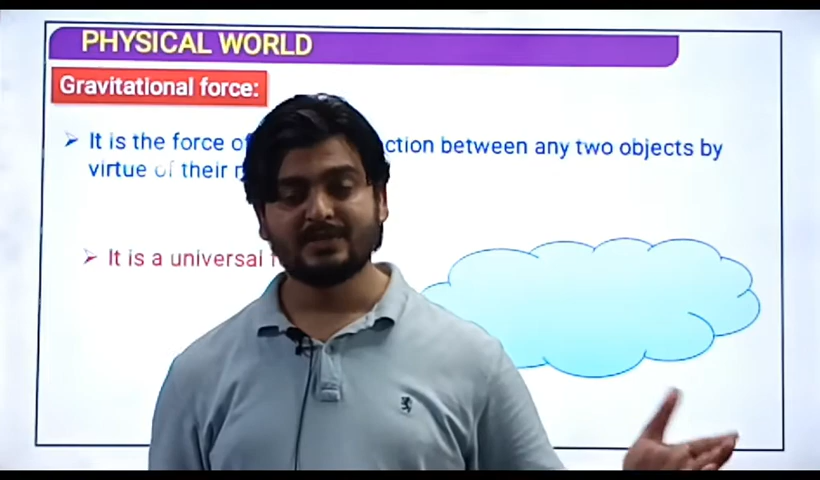 PHYSICAL WORLD
Gravitational force:
It is the force of ction between any two objects by
virtue of their
It is a universal